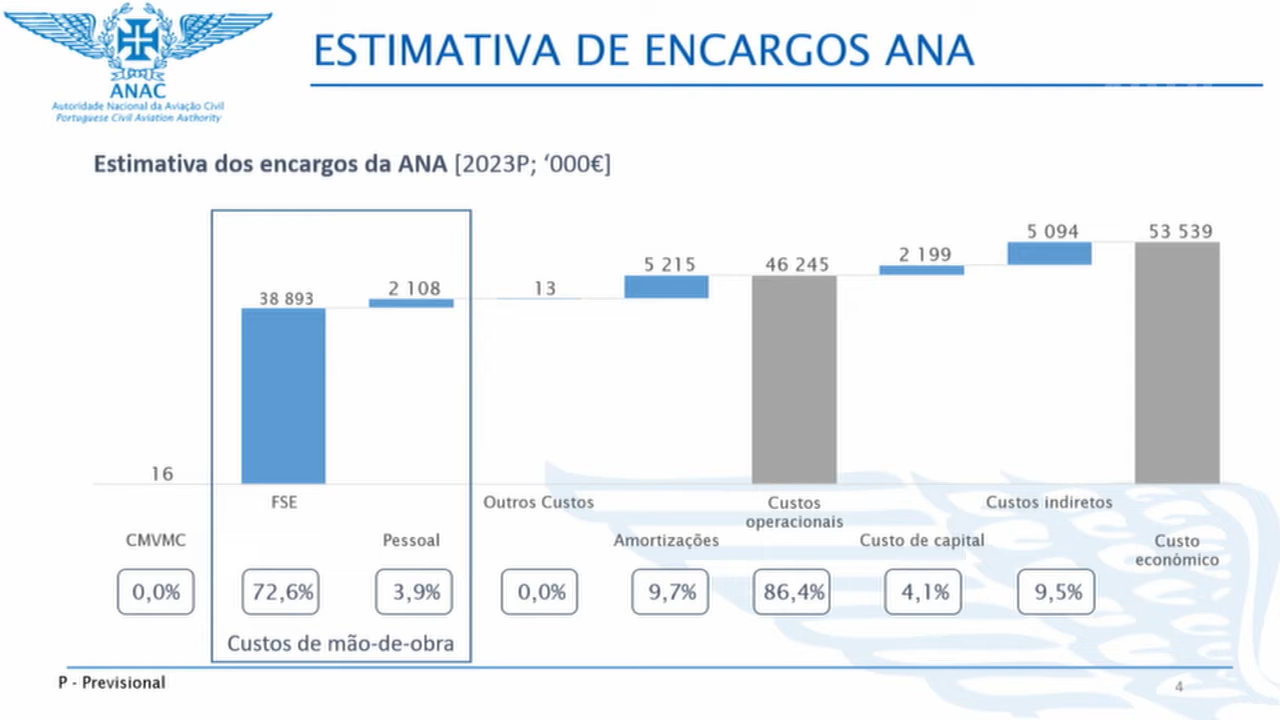 ESTIMATIVA DE ENCARGOS ANA
ANAC
Autoridade Nacional da Aviação Civil
Portuguese Civil Aviation Authority
Estimativa dos encargos da ANA [2023P; ‘000€]
16
38 893
2 108
13
5 215
46 245
2 199
5 094
53 539
CMVMC
FSE
Pessoal
Outros Custos
Amortizações
Custos
operacionais
Custo de capital
Custos indiretos
Custo
económico
0,0%
72,6%
3,9%
0,0%
9,7%
86,4%
4,1%
9,5%
Custos de mão-de-obra
P - Previsional
4